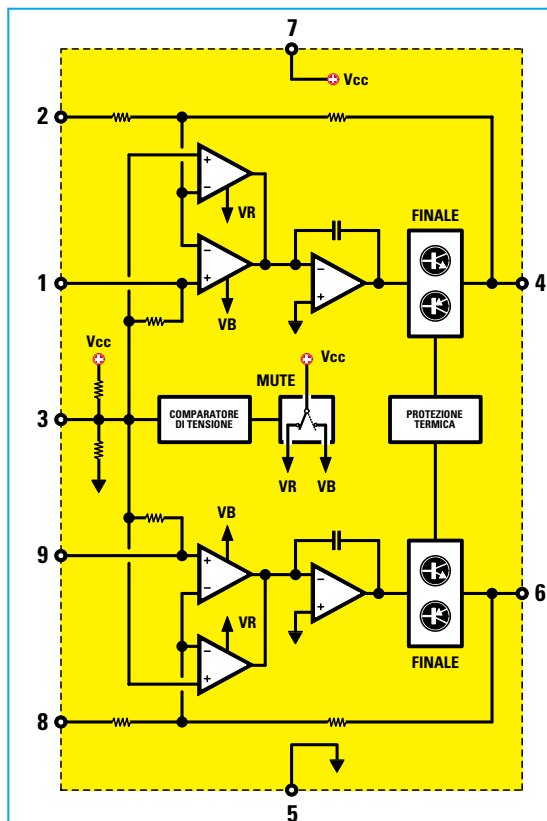 7
Vcc
2
VR
FINALE
1
4
VB
Vcc
Vcc
MUTE
3
COMPARATORE
DI TENSIONE
PROTEZIONE
TERMICA
VR
VB
VB
9
6
VR
FINALE
8
5